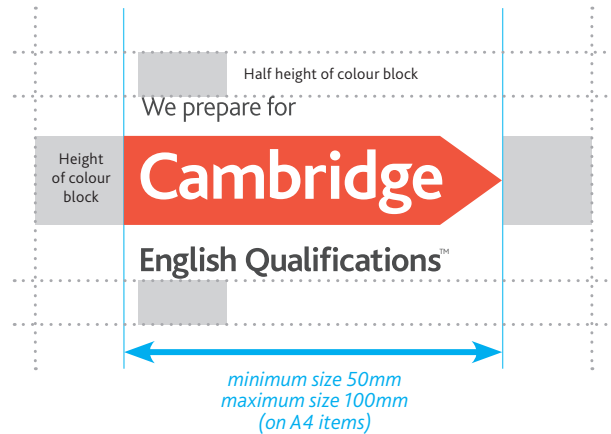 Half height of colour block
We prepare for
Height
of colour
block
Cambridge
English Qualifications™
minimum size 50mm
maximum size 100mm
(on A4 items)